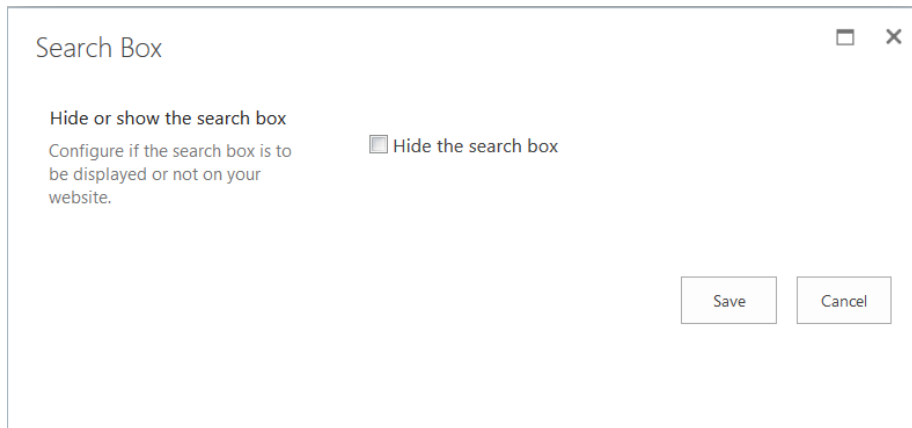 Search Box
Hide or show the search box
Configure if the search box is to
be displayed or not on your
website.
Hide the search box
Save
Cancel